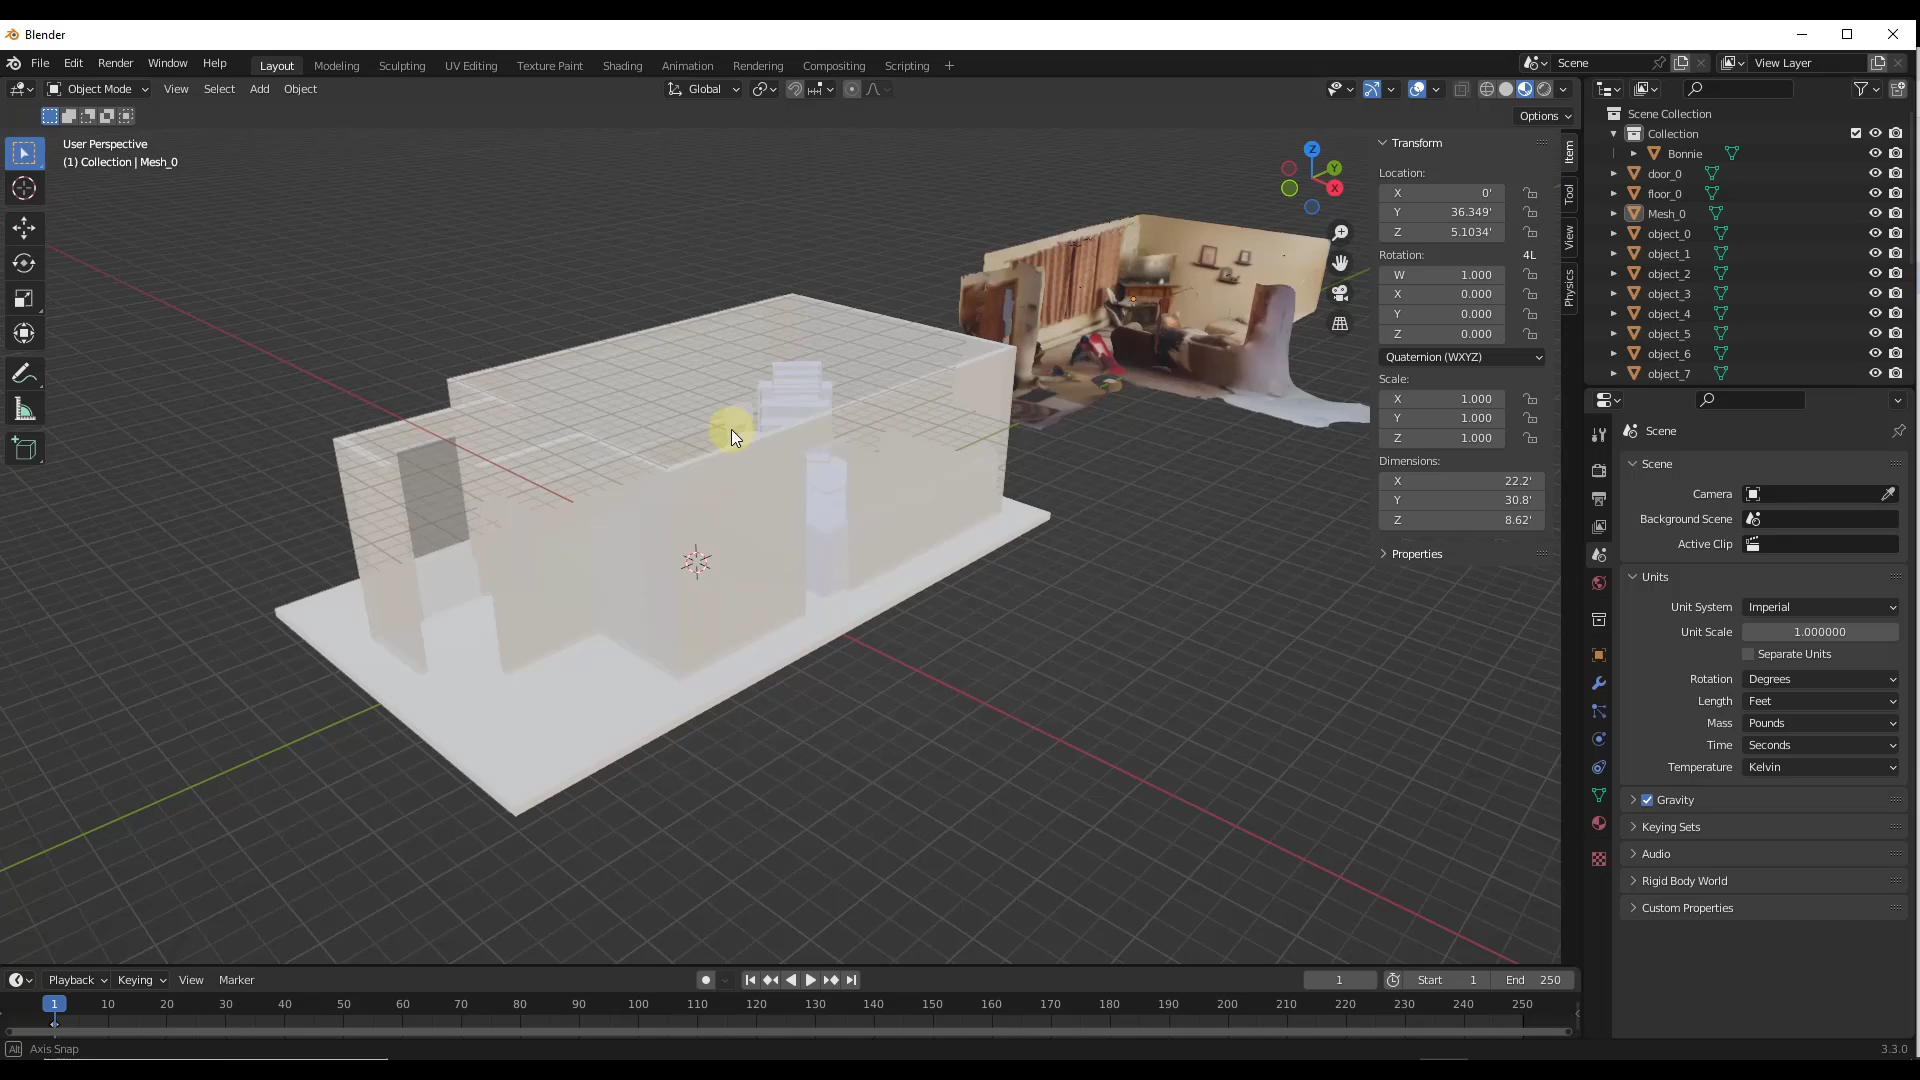 Blender
File Edit Render Window Help
Layout Modeling Sculpting UV Editing Texture Paint Shading Animation Rendering Compositing Scripting +
Scene
View Layer
Object Mode View Select Add Object
Global
Options
User Perspective
(1) Collection | Mesh_0
Z
Y
X
Item
Tool
View
Physics
Transform
Location:
X 0'
Y 36.349'
Z 5.1034'
Rotation: 4L
W 1.000
X 0.000
Y 0.000
Z 0.000
Quaternion (WXYZ)
Scale:
X 1.000
Y 1.000
Z 1.000
Dimensions:
X 22.2'
Y 30.8'
Z 8.62'
Properties
Scene Collection
Collection
Bonnie
door_0
floor_0
Mesh_0
object_0
object_1
object_2
object_3
object_4
object_5
object_6
object_7
Scene
Scene
Camera
Background Scene
Active Clip
Units
Unit System Imperial
Unit Scale 1.000000
Separate Units
Rotation Degrees
Length Feet
Mass Pounds
Time Seconds
Temperature Kelvin
Gravity
Keying Sets
Audio
Rigid Body World
Custom Properties
Playback Keying View Marker
1 Start 1 End 250
1 10 20 30 40 50 60 70 80 90 100 110 120 130 140 150 160 170 180 190 200 210 220 230 240 250
Alt Axis Snap
3.3.0